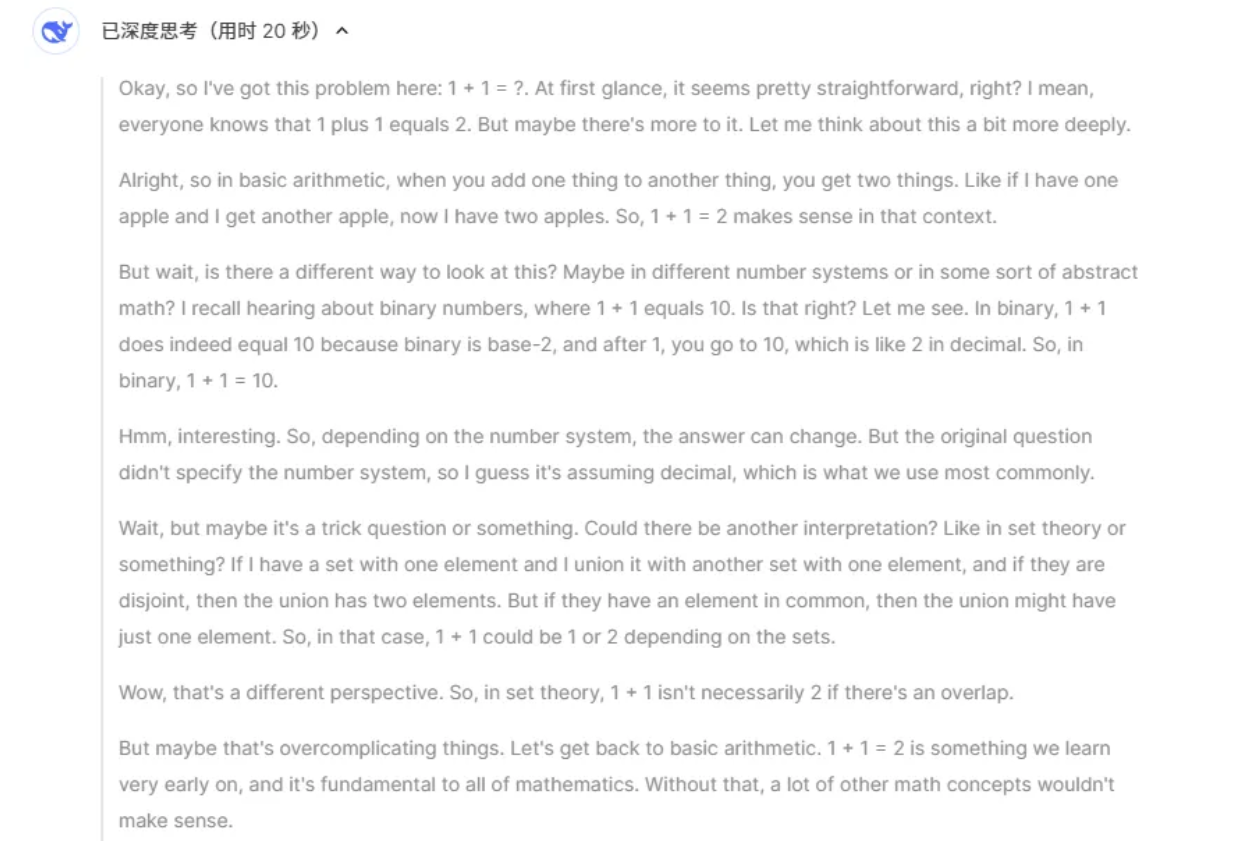 已深度思考（用时 20 秒）
Okay, so I've got this problem here: 1 + 1 = ?. At first glance, it seems pretty straightforward, right? I mean,
everyone knows that 1 plus 1 equals 2. But maybe there's more to it. Let me think about this a bit more deeply.
Alright, so in basic arithmetic, when you add one thing to another thing, you get two things. Like if I have one
apple and I get another apple, now I have two apples. So, 1 + 1 = 2 makes sense in that context.
But wait, is there a different way to look at this? Maybe in different number systems or in some sort of abstract
math? I recall hearing about binary numbers, where 1 + 1 equals 10. Is that right? Let me see. In binary, 1 + 1
does indeed equal 10 because binary is base-2, and after 1, you go to 10, which is like 2 in decimal. So, in
binary, 1 + 1 = 10.
Hmm, interesting. So, depending on the number system, the answer can change. But the original question
didn't specify the number system, so I guess it's assuming decimal, which is what we use most commonly.
Wait, but maybe it's a trick question or something. Could there be another interpretation? Like in set theory or
something? If I have a set with one element and I union it with another set with one element, and if they are
disjoint, then the union has two elements. But if they have an element in common, then the union might have
just one element. So, in that case, 1 + 1 could be 1 or 2 depending on the sets.
Wow, that's a different perspective. So, in set theory, 1 + 1 isn't necessarily 2 if there's an overlap.
But maybe that's overcomplicating things. Let's get back to basic arithmetic. 1 + 1 = 2 is something we learn
very early on, and it's fundamental to all of mathematics. Without that, a lot of other math concepts wouldn't
make sense.